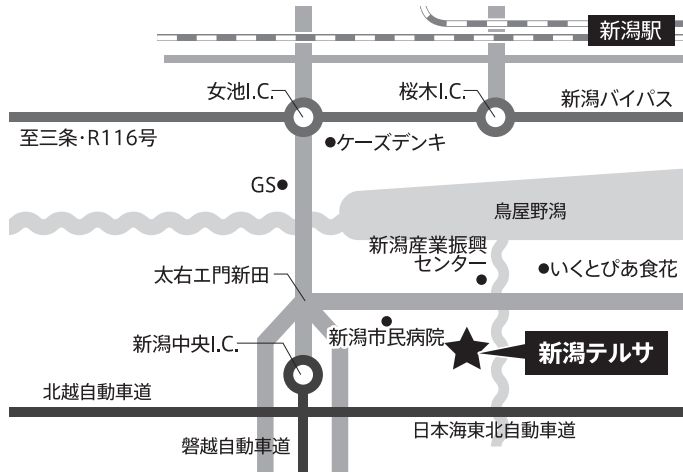 新潟駅
女池I.C.
桜木I.C.
新潟バイパス
至三条・R116号
ケーズデンキ
GS
鳥屋野潟
新潟産業振興
センター
いくとぴあ食花
太右エ門新田
新潟市民病院
新潟中央I.C.
新潟テルサ
北越自動車道
日本海東北自動車道
磐越自動車道